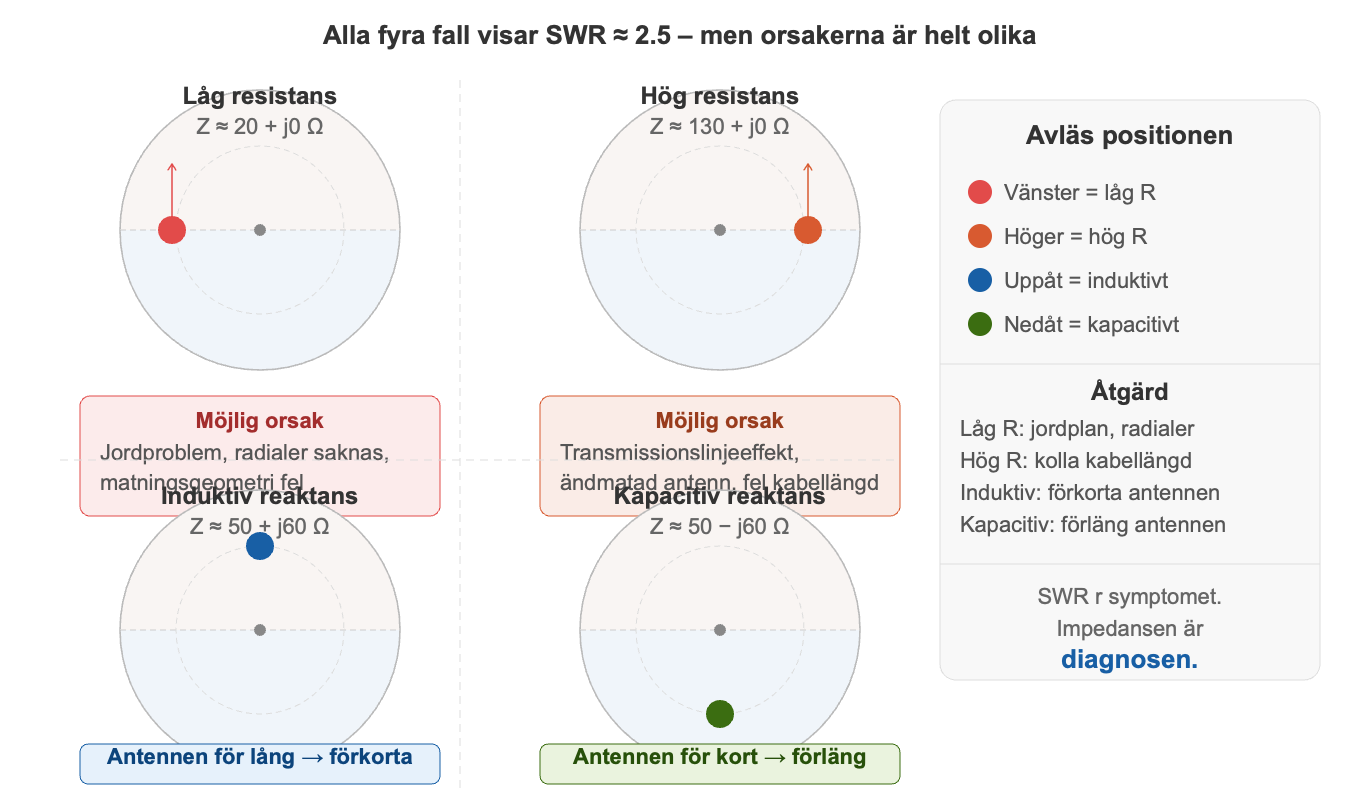 Alla fyra fall visar SWR ≈ 2.5 – men orsakerna är helt olika
Låg resistans
Z ≈ 20 + j0 Ω
Hög resistans
Z ≈ 130 + j0 Ω
Möjlig orsak
Jordproblem, radialer saknas,
matningsgeometri fel
Möjlig orsak
Transmissionslinjeeffekt,
ändmatad antenn, fel kabellängd
Induktiv reaktans
Z ≈ 50 + j60 Ω
Kapacitiv reaktans
Z ≈ 50 − j60 Ω
Antennen för lång → förkorta
Antennen för kort → förläng
Avläs positionen
Vänster = låg R
Höger = hög R
Uppåt = induktivt
Nedåt = kapacitivt
Åtgärd
Låg R: jordplan, radialer
Hög R: kolla kabellängd
Induktiv: förkorta antennen
Kapacitiv: förläng antennen
SWR r symptomet.
Impedansen är
diagnosen.